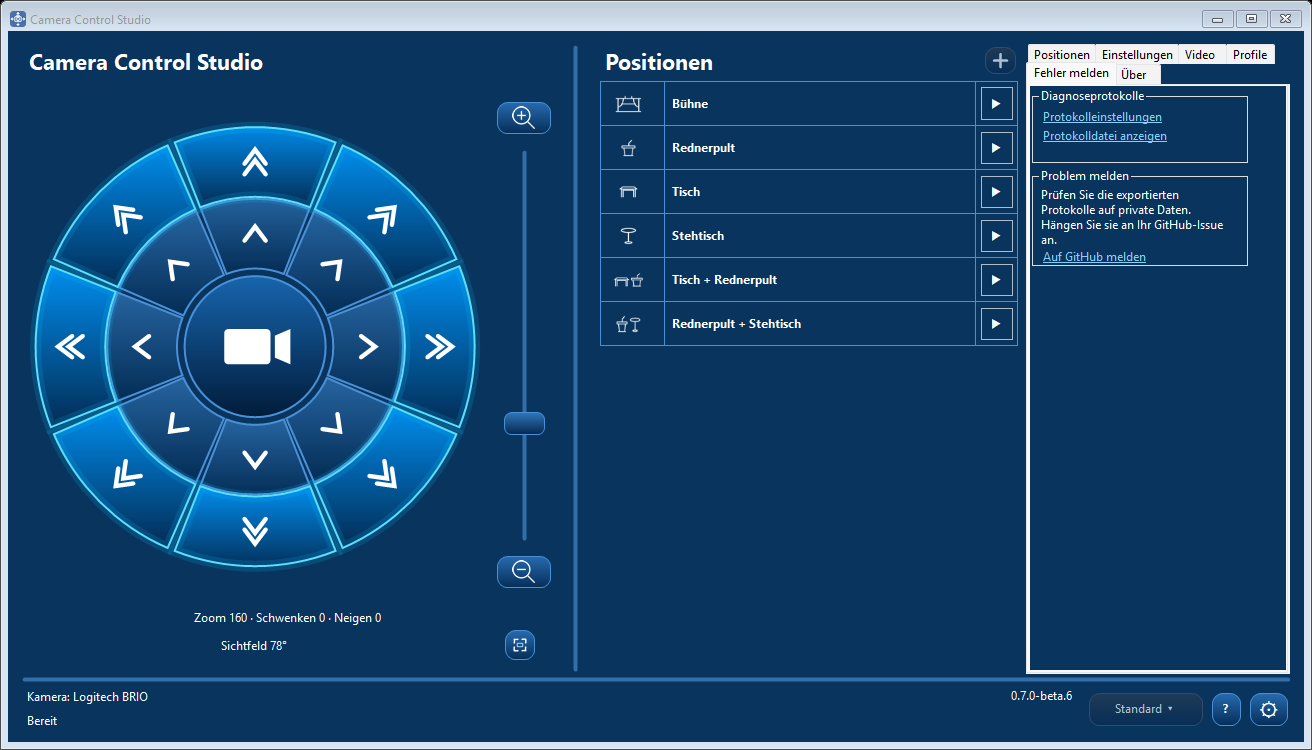 Camera Control Studio
Camera Control Studio
Zoom 160 · Schwenken 0 · Neigen 0
Sichtfeld 78°
Positionen
Bühne
Rednerpult
Tisch
Stehtisch
Tisch + Rednerpult
Rednerpult + Stehtisch
Positionen Einstellungen Video Profile
Fehler melden Über
Diagnoseprotokolle
Protokolleinstellungen
Protokolldatei anzeigen
Problem melden
Prüfen Sie die exportierten
Protokolle auf private Daten.
Hängen Sie sie an Ihr GitHub-Issue
an.
Auf GitHub melden
Kamera: Logitech BRIO
Bereit
0.7.0-beta.6
Standard
?